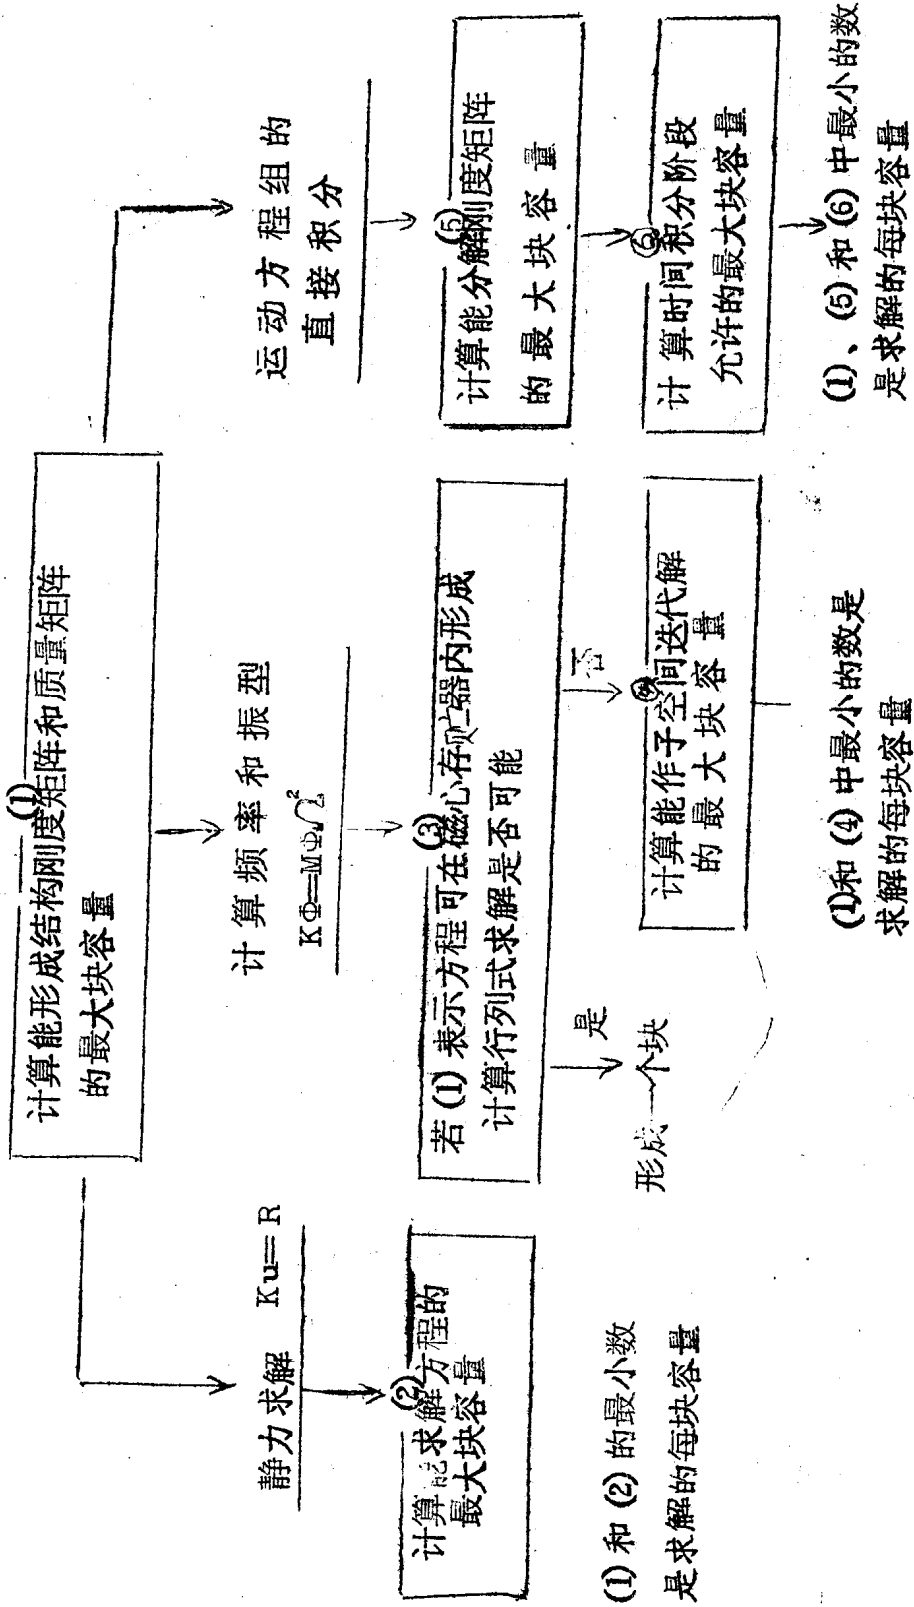 (1)
计算能形成结构刚度矩阵和质量矩阵
的最大块容量
静力求解 Ku=R
(2)
计算能求解方程的
最大块容量
(1)和(2)的最小数
是求解的每块容量
计算频率和振型
KΦ=MΦΩ²
(3)
若(1)表示方程可在磁心存贮器内形成
计算行列式求解是否可能
是
形成一个块
否
④
计算能作子空间迭代解
的最大块容量
(1)和(4)中最小的数是
求解的每块容量
运动方程组的
直接积分
(5)
计算能分解刚度矩阵
的最大块容量
⑥
计算时间积分阶段
允许的最大块容量
(1)、(5)和(6)中最小的数
是求解的每块容量